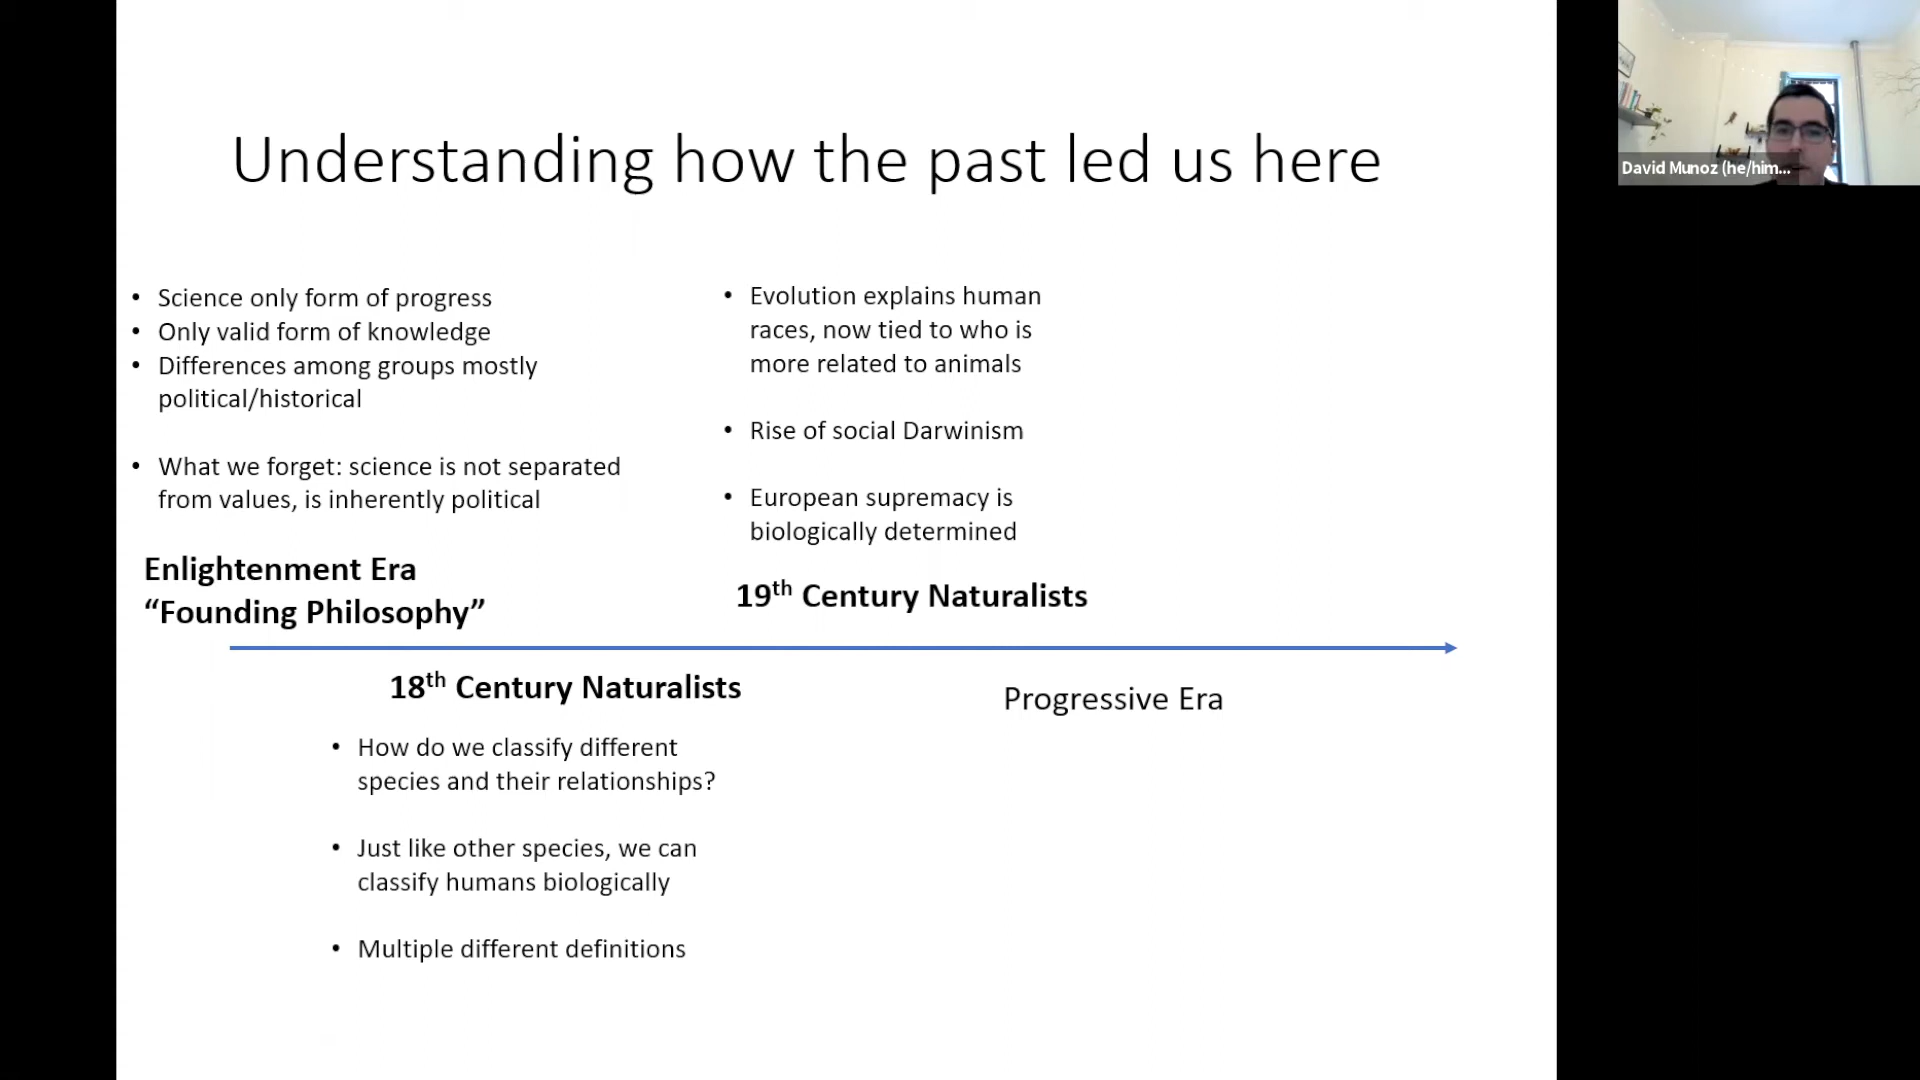 Understanding how the past led us here
• Science only form of progress
• Only valid form of knowledge
• Differences among groups mostly
political/historical
• What we forget: science is not separated
from values, is inherently political
Enlightenment Era
“Founding Philosophy”
• Evolution explains human
races, now tied to who is
more related to animals
• Rise of social Darwinism
• European supremacy is
biologically determined
19th Century Naturalists
18th Century Naturalists
• How do we classify different
species and their relationships?
• Just like other species, we can
classify humans biologically
• Multiple different definitions
Progressive Era
David Munoz (he/him...